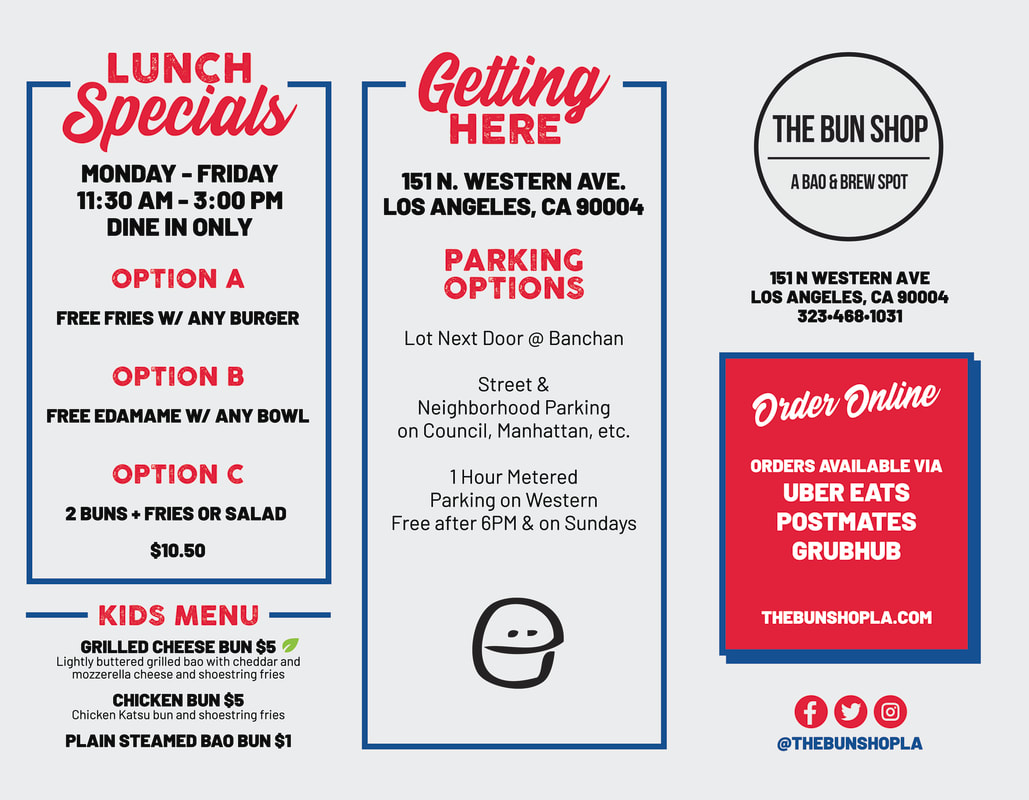 LUNCH
Specials
MONDAY - FRIDAY
11:30 AM - 3:00 PM
DINE IN ONLY
OPTION A
FREE FRIES W/ ANY BURGER
OPTION B
FREE EDAMAME W/ ANY BOWL
OPTION C
2 BUNS + FRIES OR SALAD
$10.50
KIDS MENU
GRILLED CHEESE BUN $5
Lightly buttered grilled bao with cheddar and
mozzerella cheese and shoestring fries
CHICKEN BUN $5
Chicken Katsu bun and shoestring fries
PLAIN STEAMED BAO BUN $1
Getting
HERE
151 N. WESTERN AVE.
LOS ANGELES, CA 90004
PARKING
OPTIONS
Lot Next Door @ Banchan
Street &
Neighborhood Parking
on Council, Manhattan, etc.
1 Hour Metered
Parking on Western
Free after 6PM & on Sundays
THE BUN SHOP
A BAO & BREW SPOT
151 N WESTERN AVE
LOS ANGELES, CA 90004
323•468•1031
Order Online
ORDERS AVAILABLE VIA
UBER EATS
POSTMATES
GRUBHUB
THEBUNSHOPLA.COM
@THEBUNSHOPLA